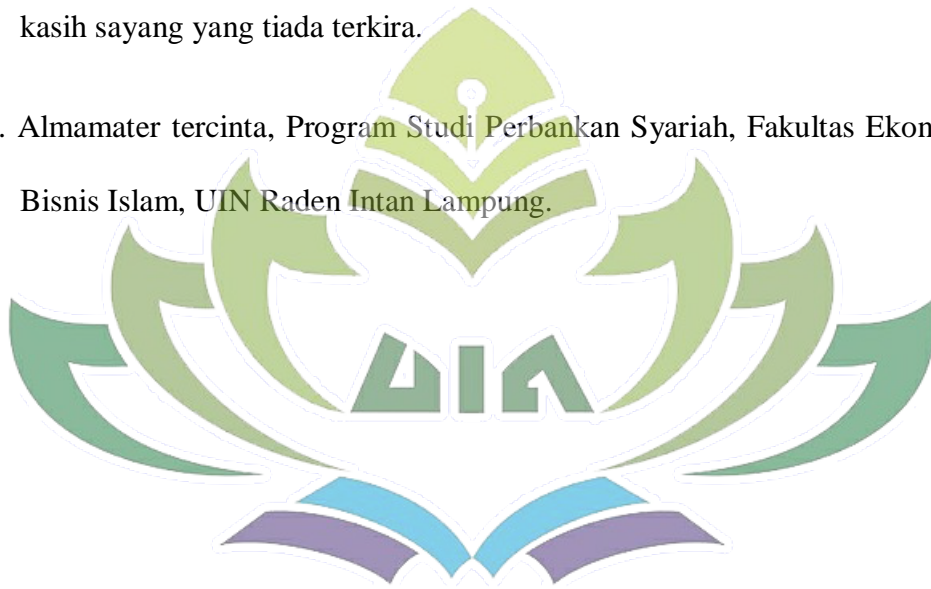 kasih sayang yang tiada terkira.
. Almamater tercinta, Program Studi Perbankan Syariah, Fakultas Ekon
Bisnis Islam, UIN Raden Intan Lampung.
UIN